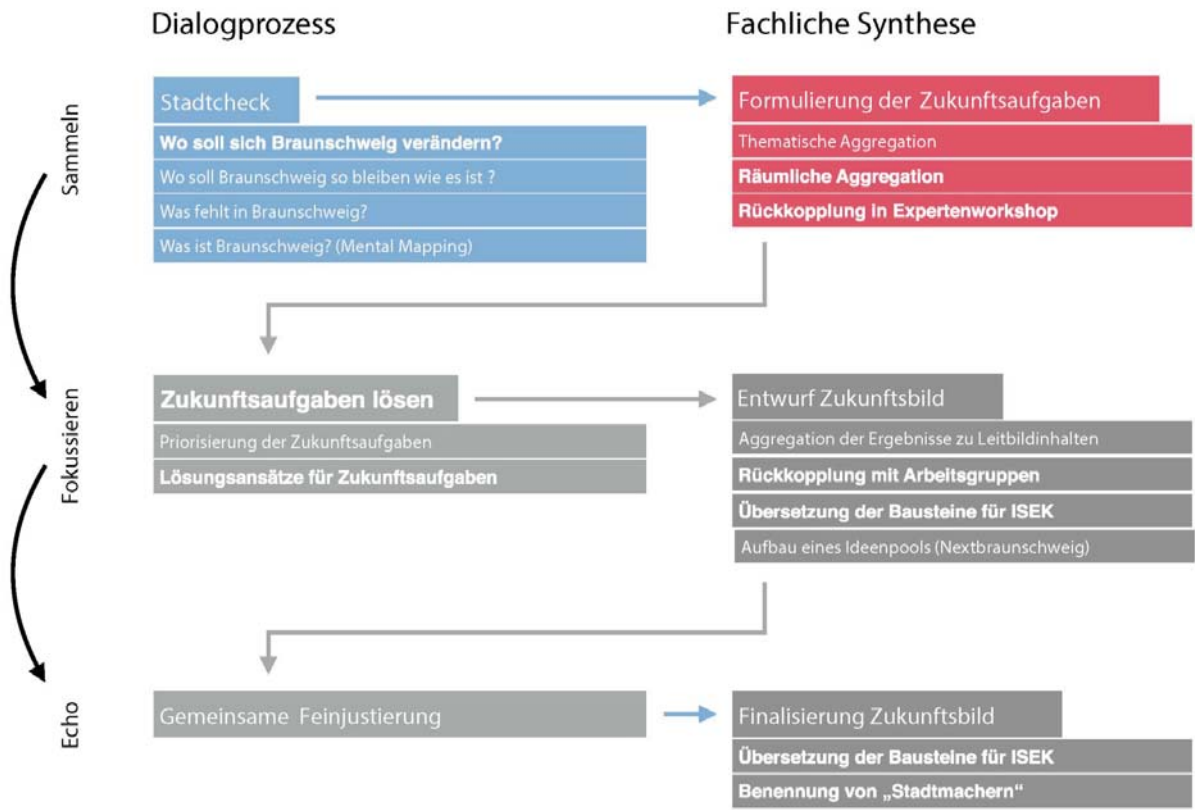 Dialogprozess
Fachliche Synthese
Sammeln
Stadtcheck
Wo soll sich Braunschweig verändern?
Wo soll Braunschweig so bleiben wie es ist ?
Was fehlt in Braunschweig?
Was ist Braunschweig? (Mental Mapping)
Formulierung der Zukunftsaufgaben
Thematische Aggregation
Räumliche Aggregation
Rückkopplung in Expertenworkshop
Fokussieren
Zukunftsaufgaben lösen
Priorisierung der Zukunftsaufgaben
Lösungsansätze für Zukunftsaufgaben
Entwurf Zukunftsbild
Aggregation der Ergebnisse zu Leitbildinhalten
Rückkopplung mit Arbeitsgruppen
Übersetzung der Bausteine für ISEK
Aufbau eines Ideenpools (Nextbraunschweig)
Echo
Gemeinsame Feinjustierung
Finalisierung Zukunftsbild
Übersetzung der Bausteine für ISEK
Benennung von „Stadtmachern“